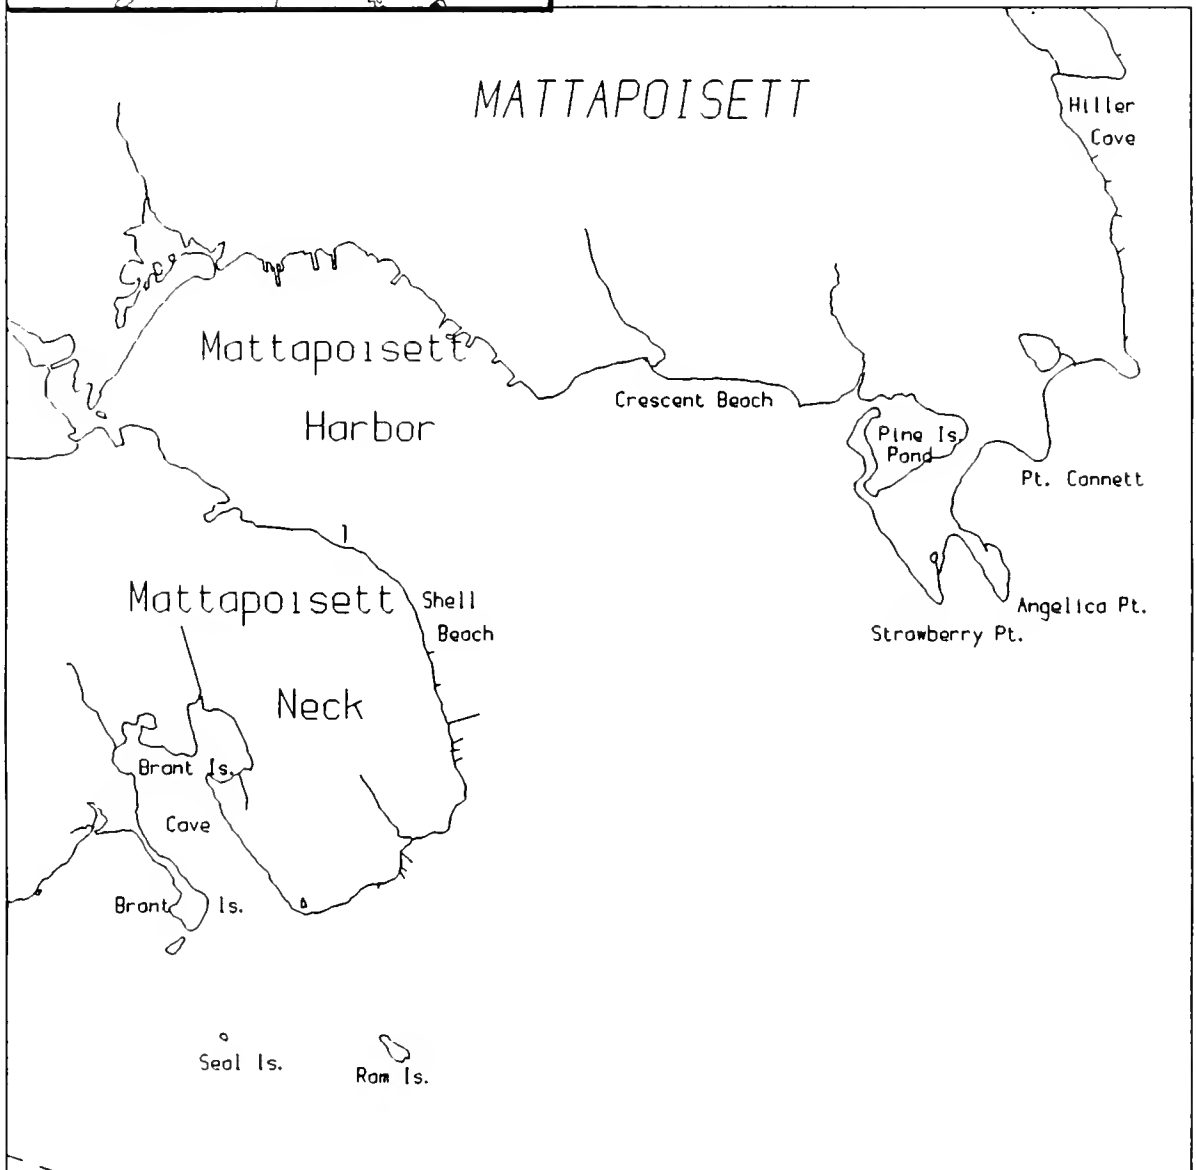 MATTAPOISETT
Hiller
Cove
Mattapoisett
Harbor
Crescent Beach
Pine Is.
Pond
Pt. Connett
Mattapoisett
Shell
Beach
Angelica Pt.
Strawberry Pt.
Neck
Brant Is.
Cove
Brant Is.
Seal Is.
Ram Is.